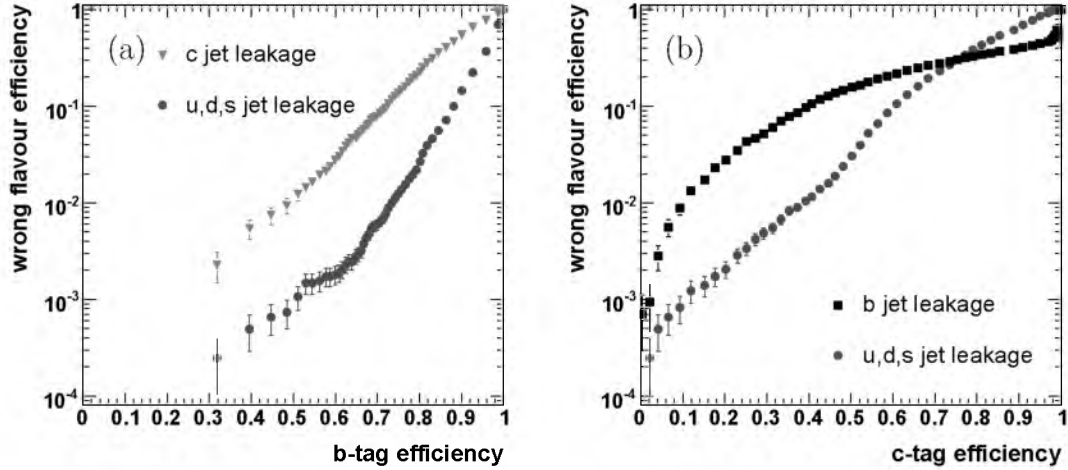 (a)
c jet leakage
u,d,s jet leakage
wrong flavour efficiency
1
10-1
10-2
10-3
10-4
0 0.1 0.2 0.3 0.4 0.5 0.6 0.7 0.8 0.9 1
b-tag efficiency
(b)
b jet leakage
u,d,s jet leakage
wrong flavour efficiency
1
10-1
10-2
10-3
10-4
0 0.1 0.2 0.3 0.4 0.5 0.6 0.7 0.8 0.9 1
c-tag efficiency